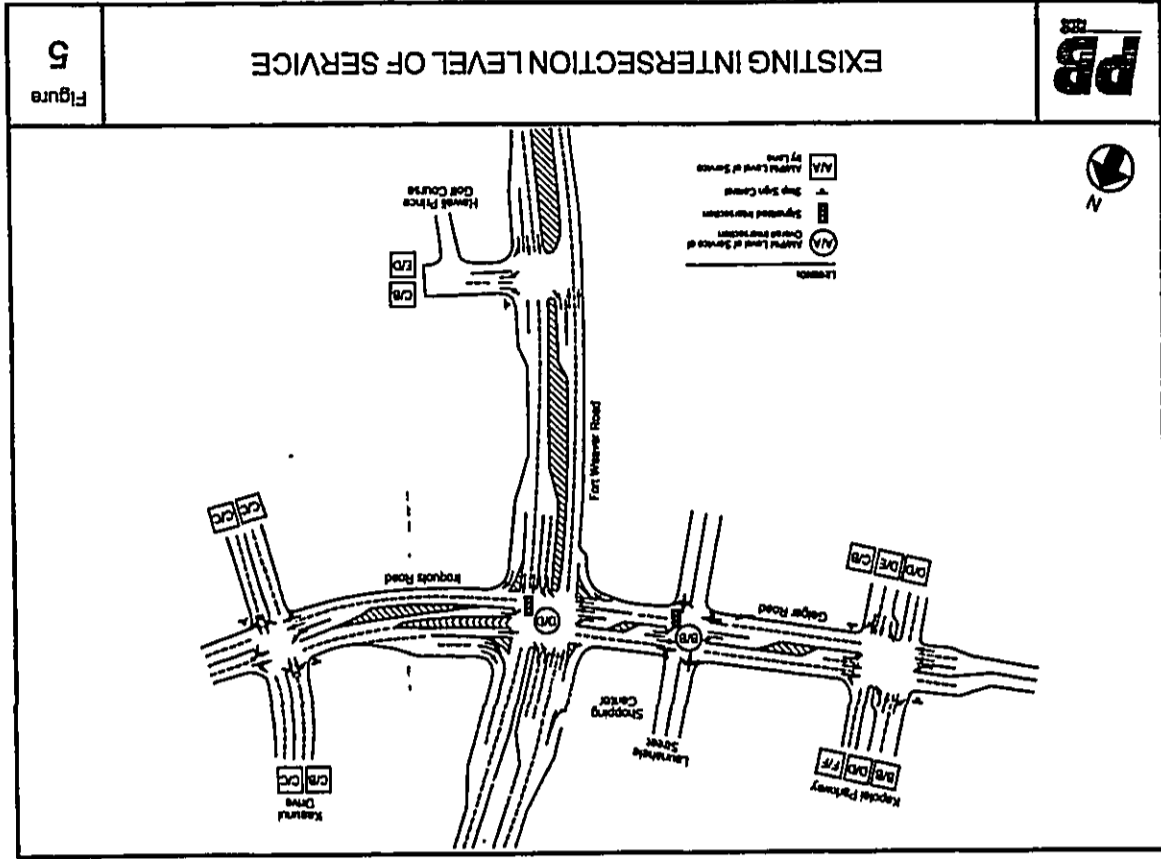 Kapolei Parkway
B/B D/D F/F
Keaunui
Drive
C/B C/C
Launahele
Street
Shopping
Center
B/B
D/D
Geiger Road
Iroquois Road
D/D D/E C/B
C/C C/C
Fort Weaver Road
C/B
E/D
Hawaii Prince
Golf Course
LEGEND:
A/A AM/PM Level of Service of
Overall Intersection
Signalized Intersection
Stop Sign Control
A/A AM/PM Level of Service
by Lane
N
PB
EXISTING INTERSECTION LEVEL OF SERVICE
Figure
5